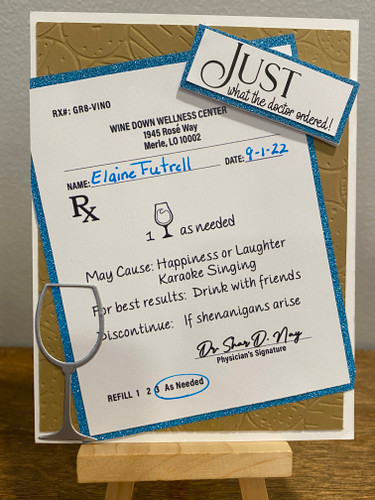 JUST
what the doctor ordered!
RX#: GR8-VINO
WINE DOWN WELLNESS CENTER
1945 Rosé Way
Merle, LO 10002
NAME: Elaine Futrell DATE: 9-1-22
Rx
1 as needed
May Cause: Happiness or Laughter
Karaoke Singing
For best results: Drink with friends
Discontinue: If shenanigans arise
Dr Shar D. Nay
Physician's Signature
REFILL 1 2 3 As Needed